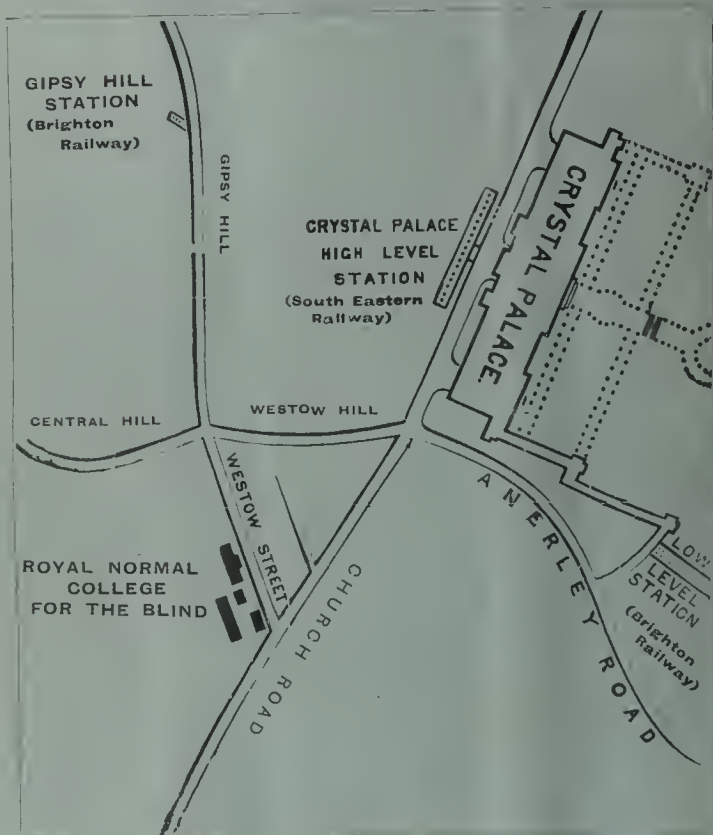 GIPSY HILL
STATION
(Brighton
Railway)
GIPSY HILL
CRYSTAL PALACE
HIGH LEVEL
STATION
(South Eastern
Railway)
CRYSTAL PALACE.
CENTRAL HILL
WESTOW HILL
WESTOW STREET
ROYAL NORMAL
COLLEGE
FOR THE BLIND
CHURCH ROAD
ANERLEY ROAD
LOW
LEVEL
STATION
(Brighton
Railway)